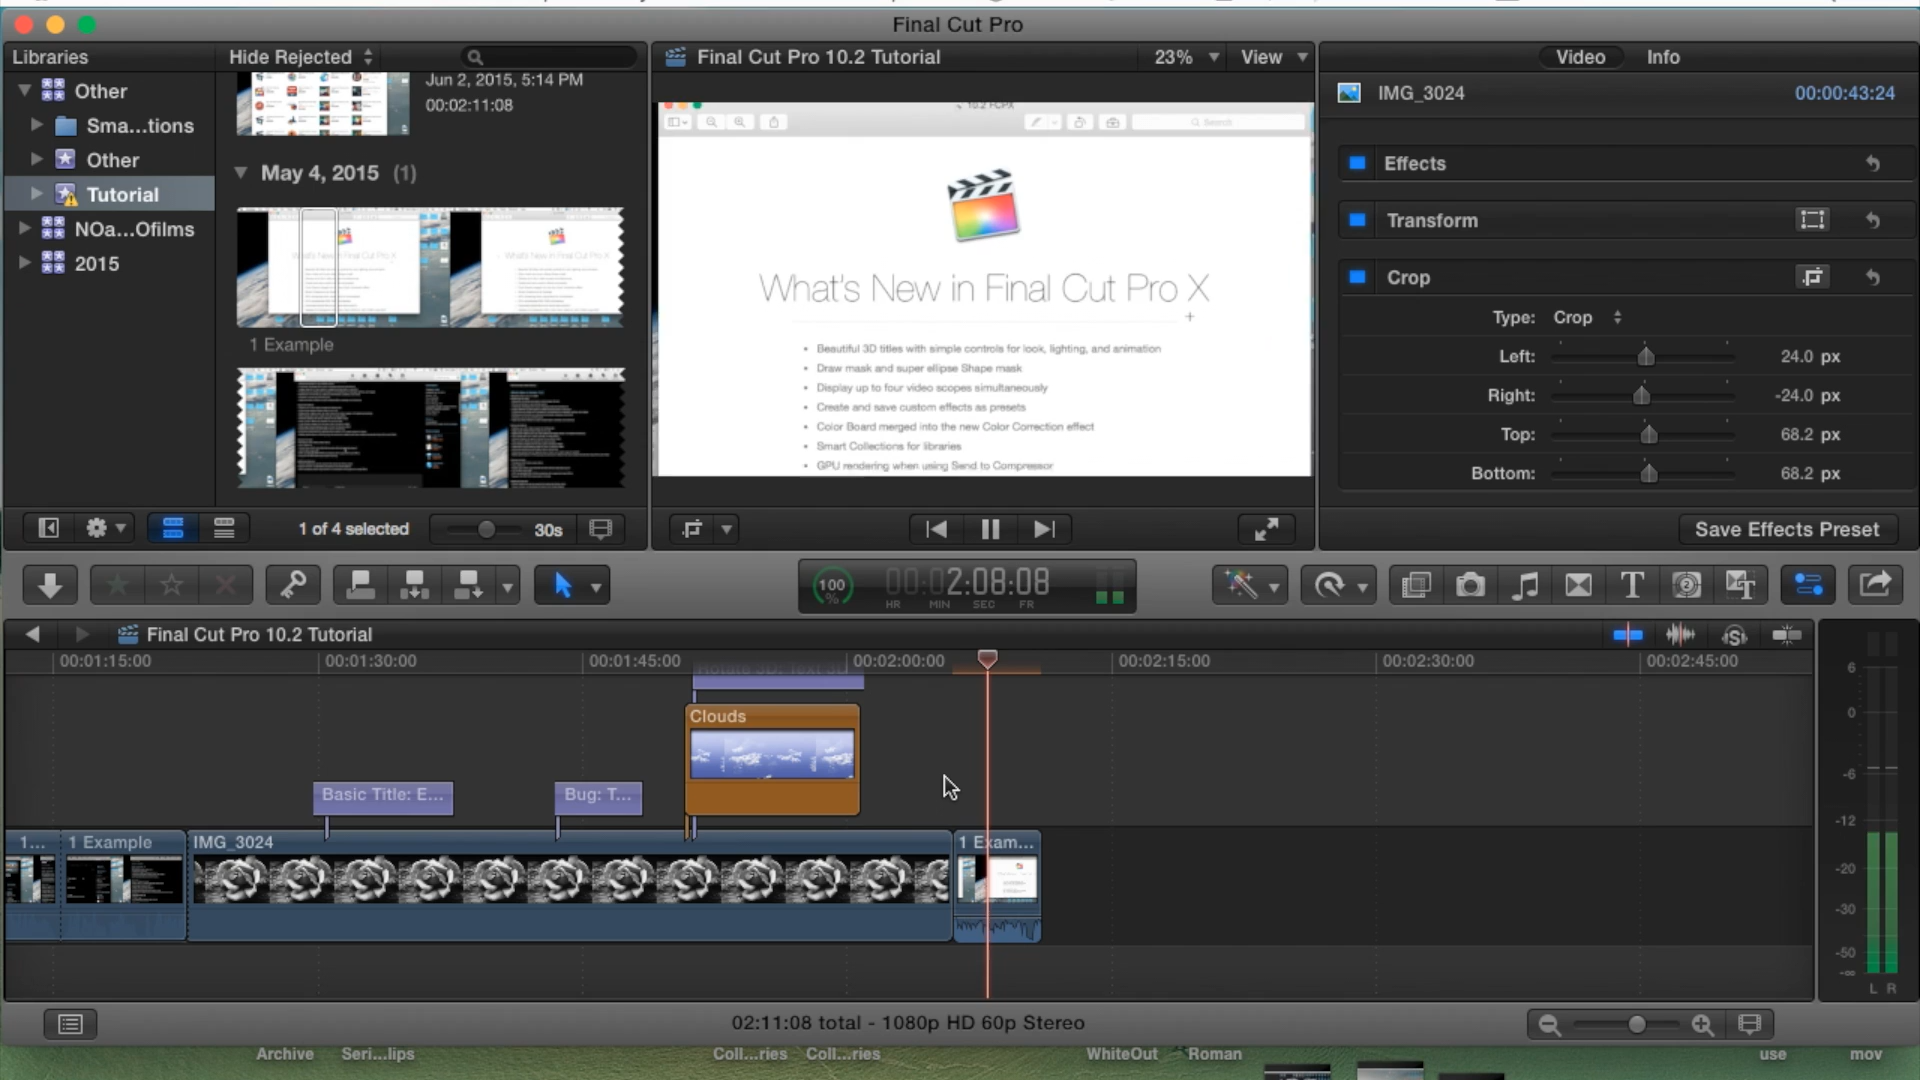 Final Cut Pro
Libraries
Hide Rejected
Final Cut Pro 10.2 Tutorial
23%
View
Video
Info
Other
Sma...tions
Other
Tutorial
NOa...Ofilms
2015
Jun 2, 2015, 5:14 PM
00:02:11:08
May 4, 2015 (1)
1 Example
10.2 FCPX
Search
What's New in Final Cut Pro X
• Beautiful 3D titles with simple controls for look, lighting, and animation
• Draw mask and super ellipse Shape mask
• Display up to four video scopes simultaneously
• Create and save custom effects as presets
• Color Board merged into the new Color Correction effect
• Smart Collections for libraries
• GPU rendering when using Send to Compressor
IMG_3024
00:00:43:24
Effects
Transform
Crop
Type: Crop
Left: 24.0 px
Right: -24.0 px
Top: 68.2 px
Bottom: 68.2 px
Save Effects Preset
1 of 4 selected
30s
100
%
00:02:08:08
HR MIN SEC FR
Final Cut Pro 10.2 Tutorial
00:01:15:00
00:01:30:00
00:01:45:00
00:02:00:00
00:02:15:00
00:02:30:00
00:02:45:00
Rotate 3D: Text 3D
Clouds
Basic Title: E...
Bug: T...
1...
1 Example
IMG_3024
1 Exam...
6
0
-6
-12
-20
-30
-50
-∞
L R
02:11:08 total - 1080p HD 60p Stereo
Archive
Seri...lips
Coll...ries
Coll...ries
WhiteOut
Roman
use
mov